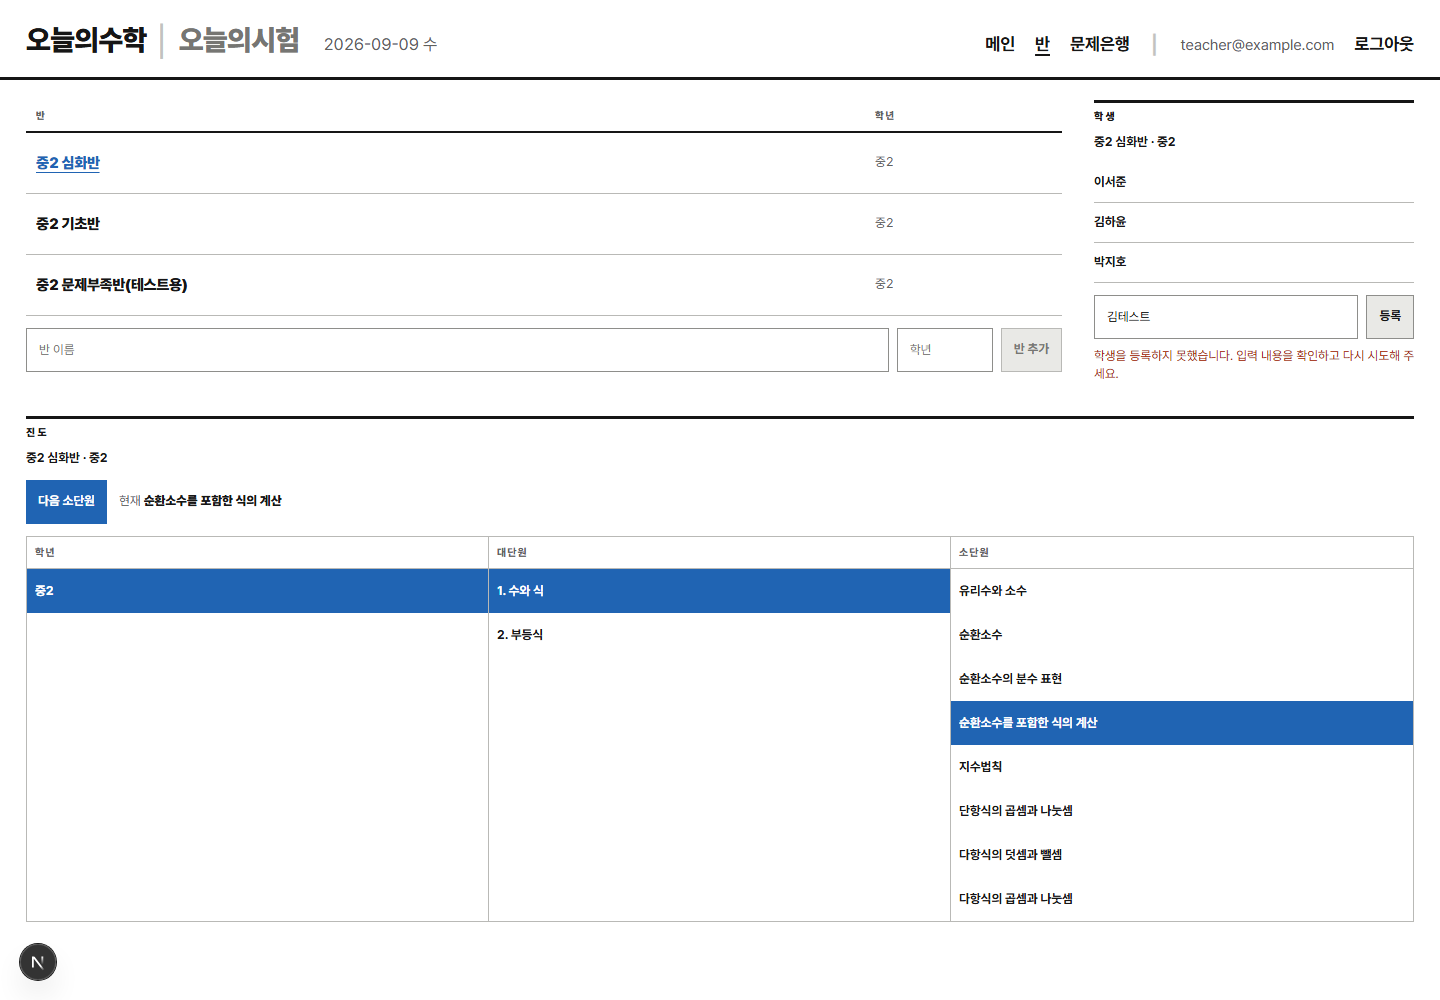 오늘의수학 오늘의시험 2026-09-09 수
메인 반 문제은행 teacher@example.com 로그아웃
반 학년
중2 심화반 중2
중2 기초반 중2
중2 문제부족반(테스트용) 중2
반 이름 학년 반 추가
학생
중2 심화반 · 중2
이서준
김하윤
박지호
김테스트 등록
학생을 등록하지 못했습니다. 입력 내용을 확인하고 다시 시도해 주
세요.
진도
중2 심화반 · 중2
다음 소단원 현재 순환소수를 포함한 식의 계산
학년 대단원 소단원
중2 1. 수와 식 유리수와 소수
2. 부등식 순환소수
순환소수의 분수 표현
순환소수를 포함한 식의 계산
지수법칙
단항식의 곱셈과 나눗셈
다항식의 덧셈과 뺄셈
다항식의 곱셈과 나눗셈
N